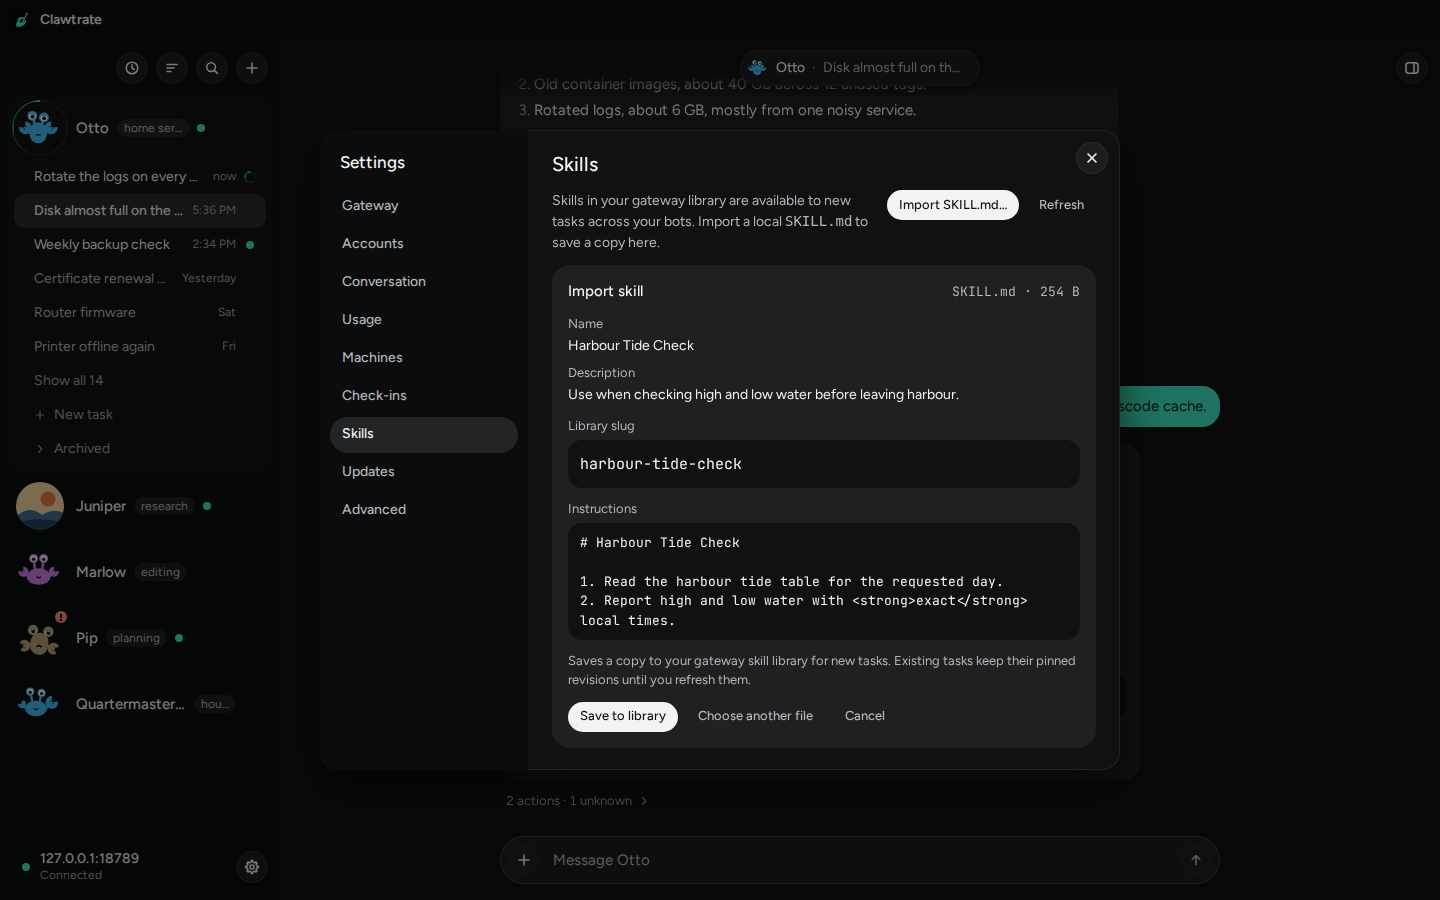 Clawtrate
Otto · Disk almost full on th...
Otto home ser...
Rotate the logs on every ... now
Disk almost full on the ... 5:36 PM
Weekly backup check 2:34 PM
Certificate renewal ... Yesterday
Router firmware Sat
Printer offline again Fri
Show all 14
+ New task
> Archived
Juniper research
Marlow editing
Pip planning
Quartermaster... hou...
127.0.0.1:18789
Connected
2. Old container images, about 40 GB across 12 unused tags.
3. Rotated logs, about 6 GB, mostly from one noisy service.
Settings
Gateway
Accounts
Conversation
Usage
Machines
Check-ins
Skills
Updates
Advanced
Skills
Skills in your gateway library are available to new
tasks across your bots. Import a local SKILL.md to
save a copy here.
Import SKILL.md...
Refresh
Import skill
SKILL.md · 254 B
Name
Harbour Tide Check
Description
Use when checking high and low water before leaving harbour.
Library slug
harbour-tide-check
Instructions
# Harbour Tide Check
1. Read the harbour tide table for the requested day.
2. Report high and low water with <strong>exact</strong>
local times.
Saves a copy to your gateway skill library for new tasks. Existing tasks keep their pinned
revisions until you refresh them.
Save to library
Choose another file
Cancel
scode cache.
2 actions · 1 unknown >
Message Otto